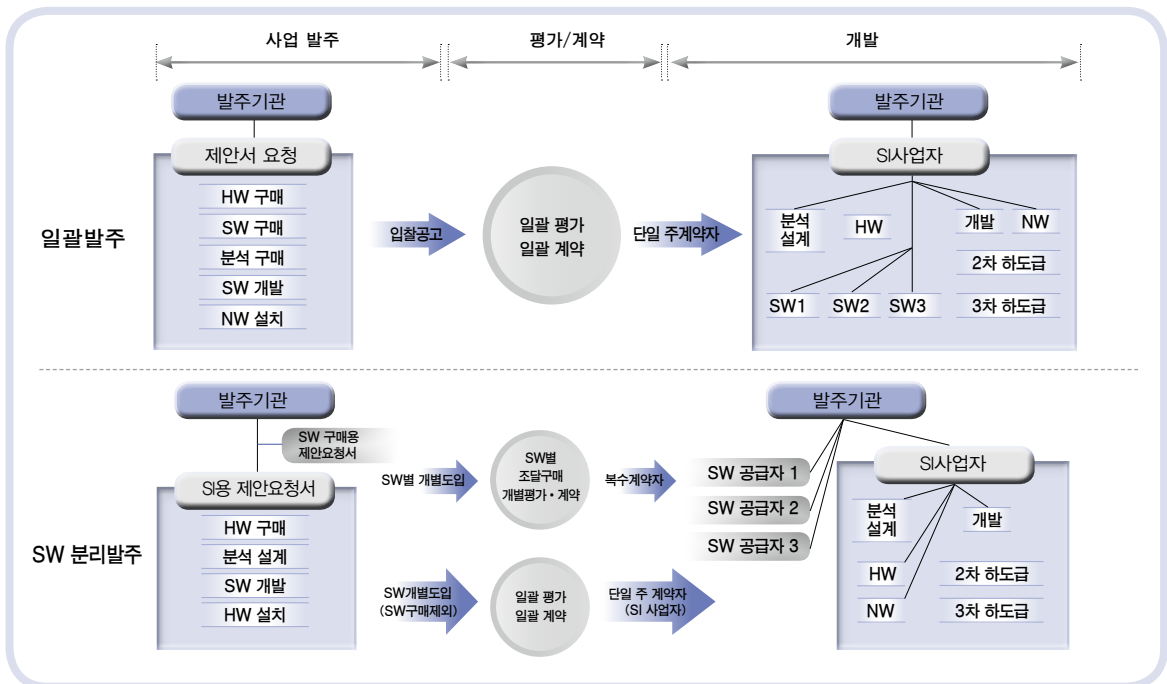 사업 발주
평가/계약
개발
일괄발주
발주기관
제안서 요청
HW 구매
SW 구매
분석 구매
SW 개발
NW 설치
입찰공고
일괄 평가
일괄 계약
단일 주계약자
발주기관
SI사업자
분석
설계
HW
개발
NW
2차 하도급
SW1
SW2
SW3
3차 하도급
SW 분리발주
발주기관
SW 구매용
제안요청서
SI용 제안요청서
HW 구매
분석 설계
SW 개발
HW 설치
SW별 개별도입
SW별
조달구매
개별평가·계약
복수계약자
SW개별도입
(SW구매제외)
일괄 평가
일괄 계약
단일 주 계약자
(SI 사업자)
발주기관
SW 공급자 1
SW 공급자 2
SW 공급자 3
SI사업자
분석
설계
개발
HW
2차 하도급
NW
3차 하도급